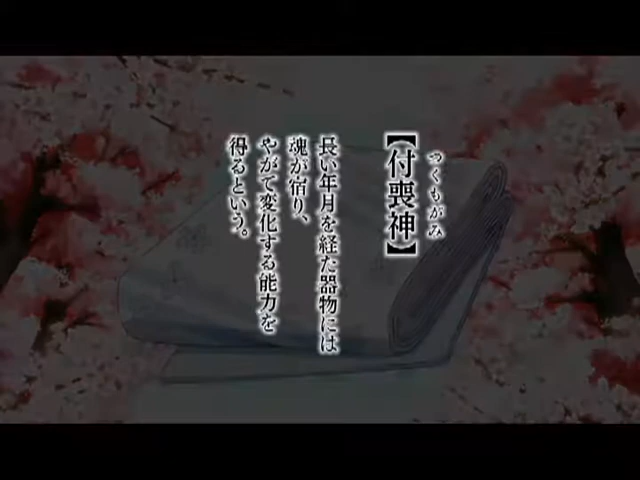 つくもがみ
【付喪神】
長い年月を経た器物には
魂が宿り、
やがて変化する能力を
得るという。